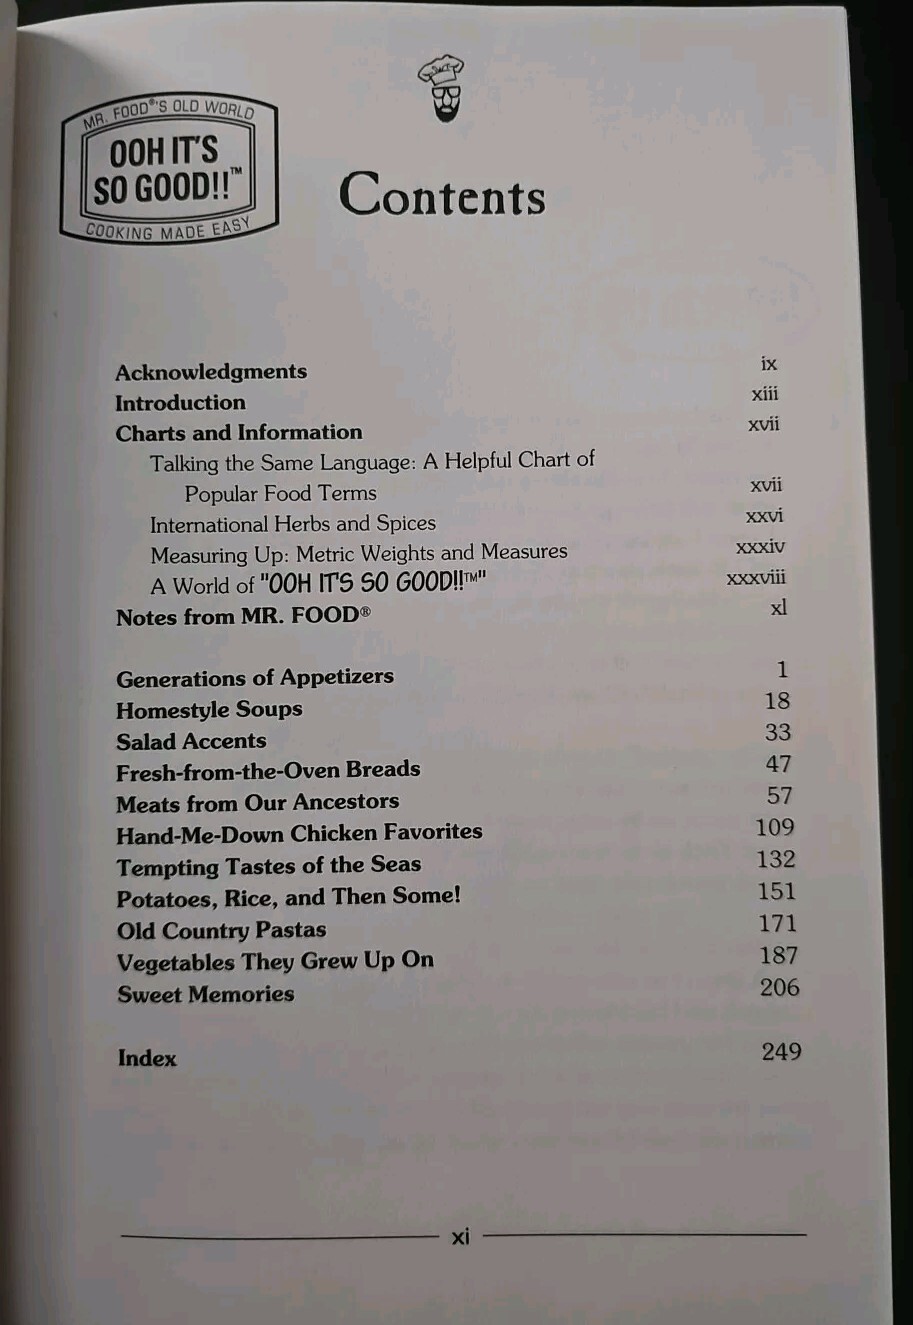 MR. FOOD®'S OLD WORLD
OOH IT'S
SO GOOD!!™
COOKING MADE EASY
Contents
Acknowledgments ix
Introduction xiii
Charts and Information xvii
Talking the Same Language: A Helpful Chart of
Popular Food Terms xvii
International Herbs and Spices xxvi
Measuring Up: Metric Weights and Measures xxxiv
A World of "OOH IT'S SO GOOD!!™" xxxviii
Notes from MR. FOOD® xl
Generations of Appetizers 1
Homestyle Soups 18
Salad Accents 33
Fresh-from-the-Oven Breads 47
Meats from Our Ancestors 57
Hand-Me-Down Chicken Favorites 109
Tempting Tastes of the Seas 132
Potatoes, Rice, and Then Some! 151
Old Country Pastas 171
Vegetables They Grew Up On 187
Sweet Memories 206
Index 249
xi